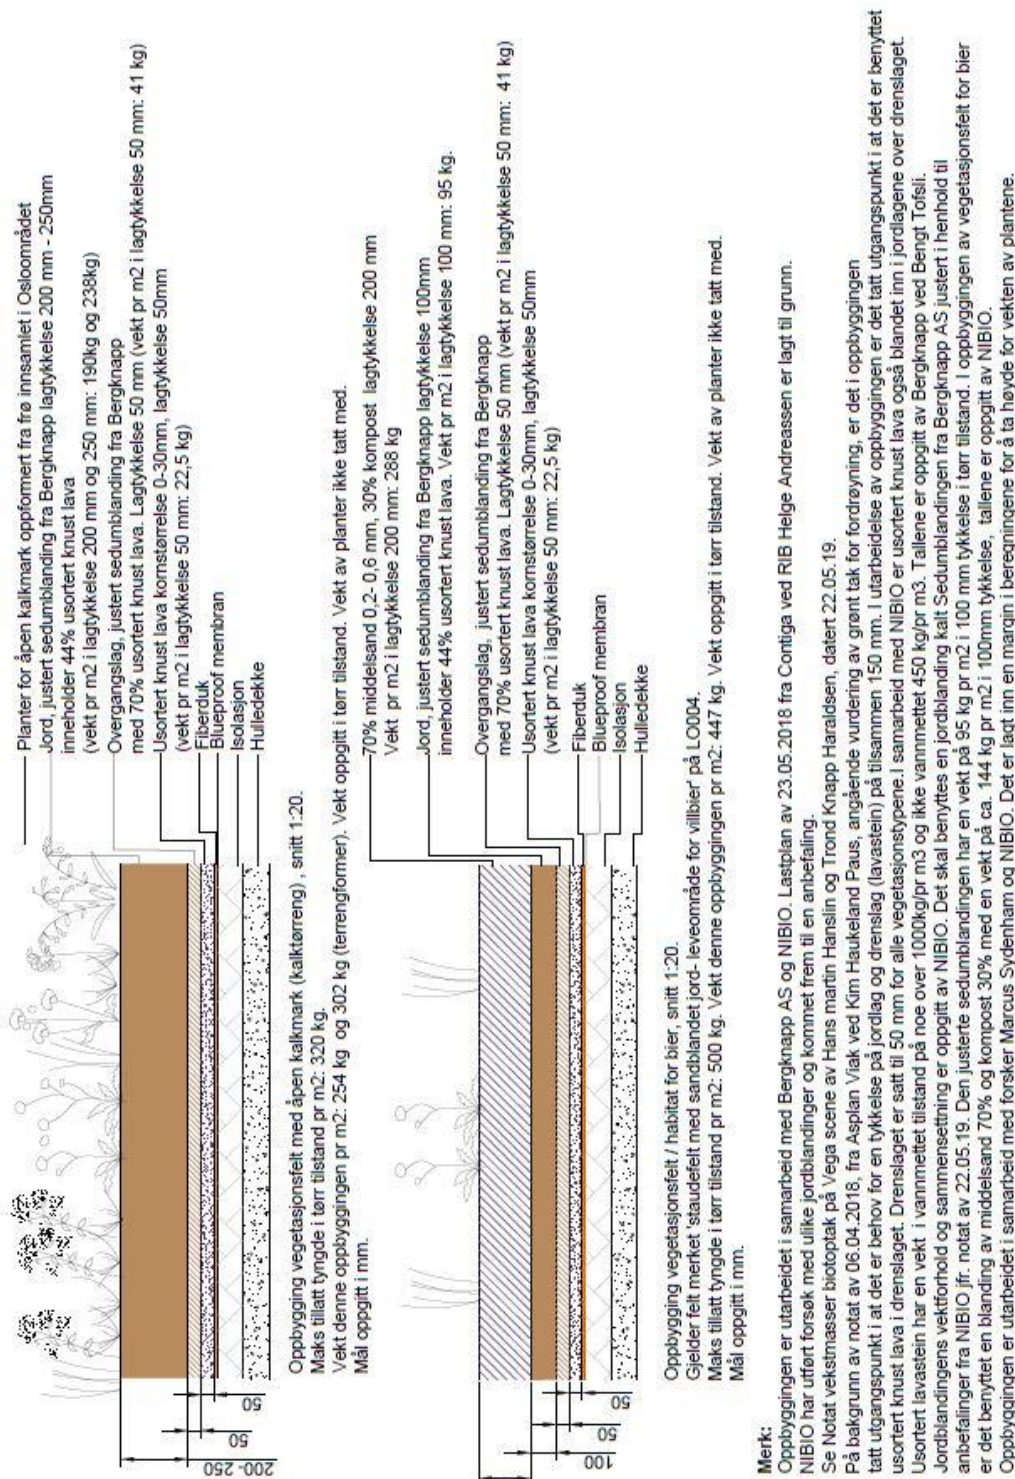 Planter for åpen kalkmark oppformert fra frø innsamlet i Osloområdet
Jord, justert sedumblanding fra Bergknapp lagtykkelse 200 mm - 250mm
inneholder 44% usortert knust lava
(vekt pr m2 i lagtykkelse 200 mm og 250 mm: 190kg og 238kg)
Overgangslag, justert sedumblanding fra Bergknapp
med 70% usortert knust lava. Lagtykkelse 50 mm (vekt pr m2 i lagtykkelse 50 mm: 41 kg)
Usortert knust lava kornstørrelse 0-30mm, lagtykkelse 50mm
(vekt pr m2 i lagtykkelse 50 mm: 22,5 kg)
Fiberduk
Blueproof membran
Isolasjon
Hulledekke
200-250
50
50
Oppbygging vegetasjonsfelt med åpen kalkmark (kalktørreng) , snitt 1:20.
Maks tillatt tyngde i tørr tilstand pr m2: 320 kg.
Vekt denne oppbyggingen pr m2: 254 kg og 302 kg (terrengformer). Vekt oppgitt i tørr tilstand. Vekt av planter ikke tatt med.
Mål oppgitt i mm.
70% middelsand 0,2- 0,6 mm, 30% kompost lagtykkelse 200 mm
Vekt pr m2 i lagtykkelse 200 mm: 288 kg
Jord, justert sedumblanding fra Bergknapp lagtykkelse 100mm
inneholder 44% usortert knust lava. Vekt pr m2 i lagtykkelse 100 mm: 95 kg.
Overgangslag, justert sedumblanding fra Bergknapp
med 70% usortert knust lava. Lagtykkelse 50 mm (vekt pr m2 i lagtykkelse 50 mm: 41 kg)
Usortert knust lava kornstørrelse 0-30mm, lagtykkelse 50mm
(vekt pr m2 i lagtykkelse 50 mm: 22,5 kg)
Fiberduk
Blueproof membran
Isolasjon
Hulledekke
100
50
50
Oppbygging vegetasjonsfelt / habitat for bier, snitt 1:20.
Gjelder felt merket 'staudefelt med sandblandet jord- leveområde for villbier' på LO004.
Maks tillatt tyngde i tørr tilstand pr m2: 500 kg. Vekt denne oppbyggingen pr m2: 447 kg. Vekt oppgitt i tørr tilstand. Vekt av planter ikke tatt med.
Mål oppgitt i mm.
Merk:
Oppbyggingen er utarbeidet i samarbeid med Bergknapp AS og NIBIO. Lastplan av 23.05.2018 fra Contiga ved RIB Helge Andreassen er lagt til grunn.
NIBIO har utført forsøk med ulike jordblandinger og kommet frem til en anbefaling.
Se Notat vekstmasser biotoptak på Vega scene av Hans martin Hanslin og Trond Knapp Haraldsen, datert 22.05.19.
På bakgrunn av notat av 06.04.2018, fra Asplan Viak ved Kim Haukeland Paus, angående vurdering av grønt tak for fordrøyning, er det i oppbyggingen
tatt utgangspunkt i at det er behov for en tykkelse på jordlag og drenslag (lavastein) på tilsammen 150 mm. I utarbeidelse av oppbyggingen er det tatt utgangspunkt i at det er benyttet
usortert knust lava i drenslaget. Drenslaget er satt til 50 mm for alle vegetasjonstypene.I samarbeid med NIBIO er usortert knust lava også blandet inn i jordlagene over drenslaget.
Usortert lavastein har en vekt i vannmettet tilstand på noe over 1000kg/pr m3 og ikke vannmettet 450 kg/pr m3. Tallene er oppgitt av Bergknapp ved Bengt Tofsli.
Jordblandingens vektforhold og sammensettning er oppgitt av NIBIO. Det skal benyttes en jordblanding kalt Sedumblandingen fra Bergknapp AS justert i henhold til
anbefalinger fra NIBIO jfr. notat av 22.05.19. Den justerte sedumblandingen har en vekt på 95 kg pr m2 i 100 mm tykkelse i tørr tilstand. I oppbyggingen av vegetasjonsfelt for bier
er det benyttet en blanding av middelsand 70% og kompost 30% med en vekt på ca. 144 kg pr m2 i 100mm tykkelse, tallene er oppgitt av NIBIO.
Oppbyggingen er utarbeidet i samarbeid med forsker Marcus Sydenham og NIBIO. Det er lagt inn en margin i beregningene for å ta høyde for vekten av plantene.